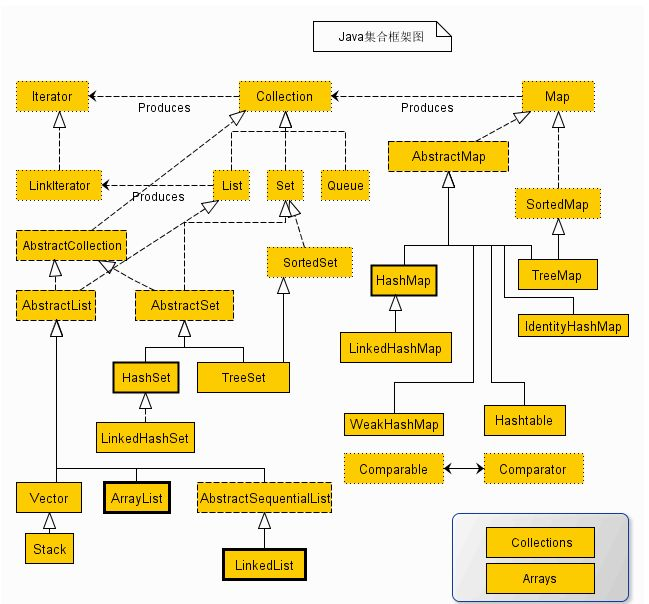 Java集合框架图
Iterator
Produces
Collection
Produces
Map
LinkIterator
Produces
List
Set
Queue
AbstractMap
SortedMap
AbstractCollection
SortedSet
HashMap
TreeMap
AbstractList
AbstractSet
IdentityHashMap
LinkedHashMap
HashSet
TreeSet
WeakHashMap
Hashtable
LinkedHashSet
Comparable
Comparator
Vector
ArrayList
AbstractSequentialList
Stack
LinkedList
Collections
Arrays